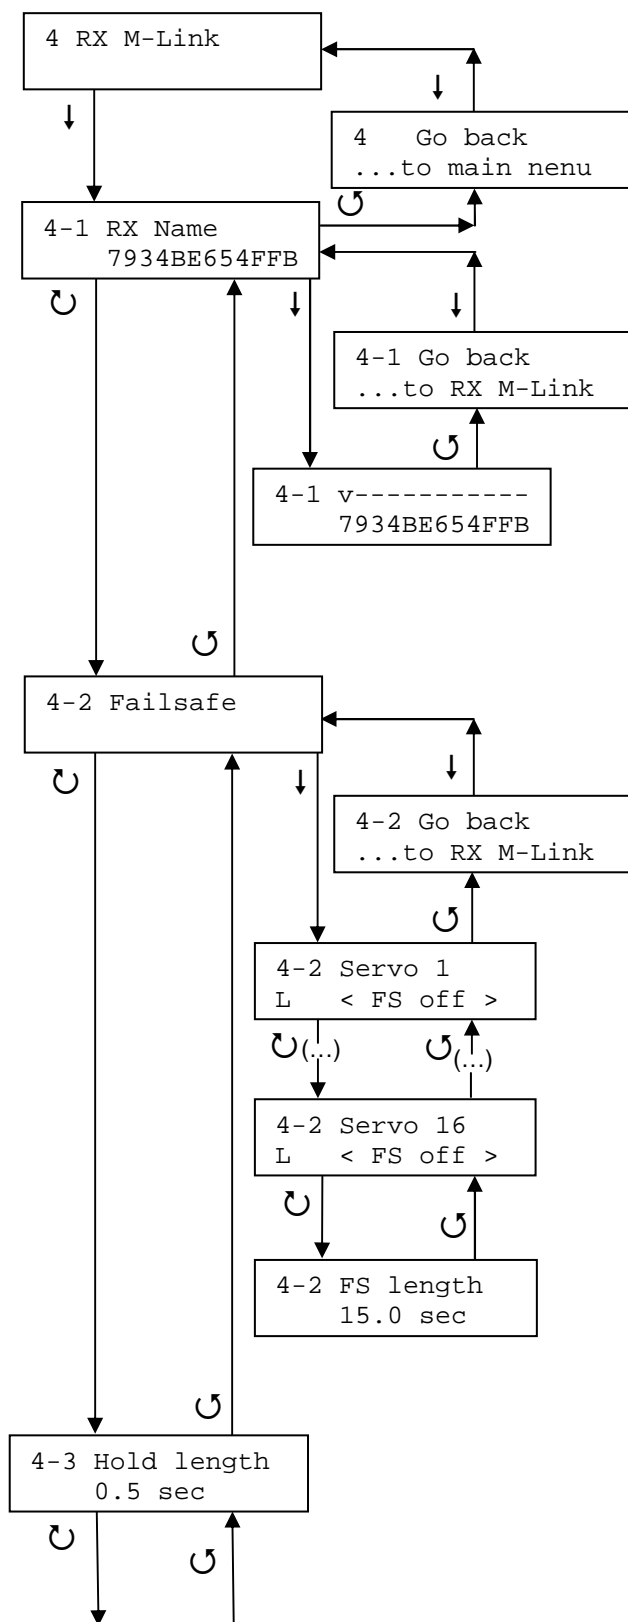 4 RX M-Link
4   Go back
...to main nenu
4-1 RX Name
7934BE654FFB
4-1 Go back
...to RX M-Link
4-1 v-----------
7934BE654FFB
4-2 Failsafe
4-2 Go back
...to RX M-Link
4-2 Servo 1
L   < FS off >
(...)
(...)
4-2 Servo 16
L   < FS off >
4-2 FS length
15.0 sec
4-3 Hold length
0.5 sec